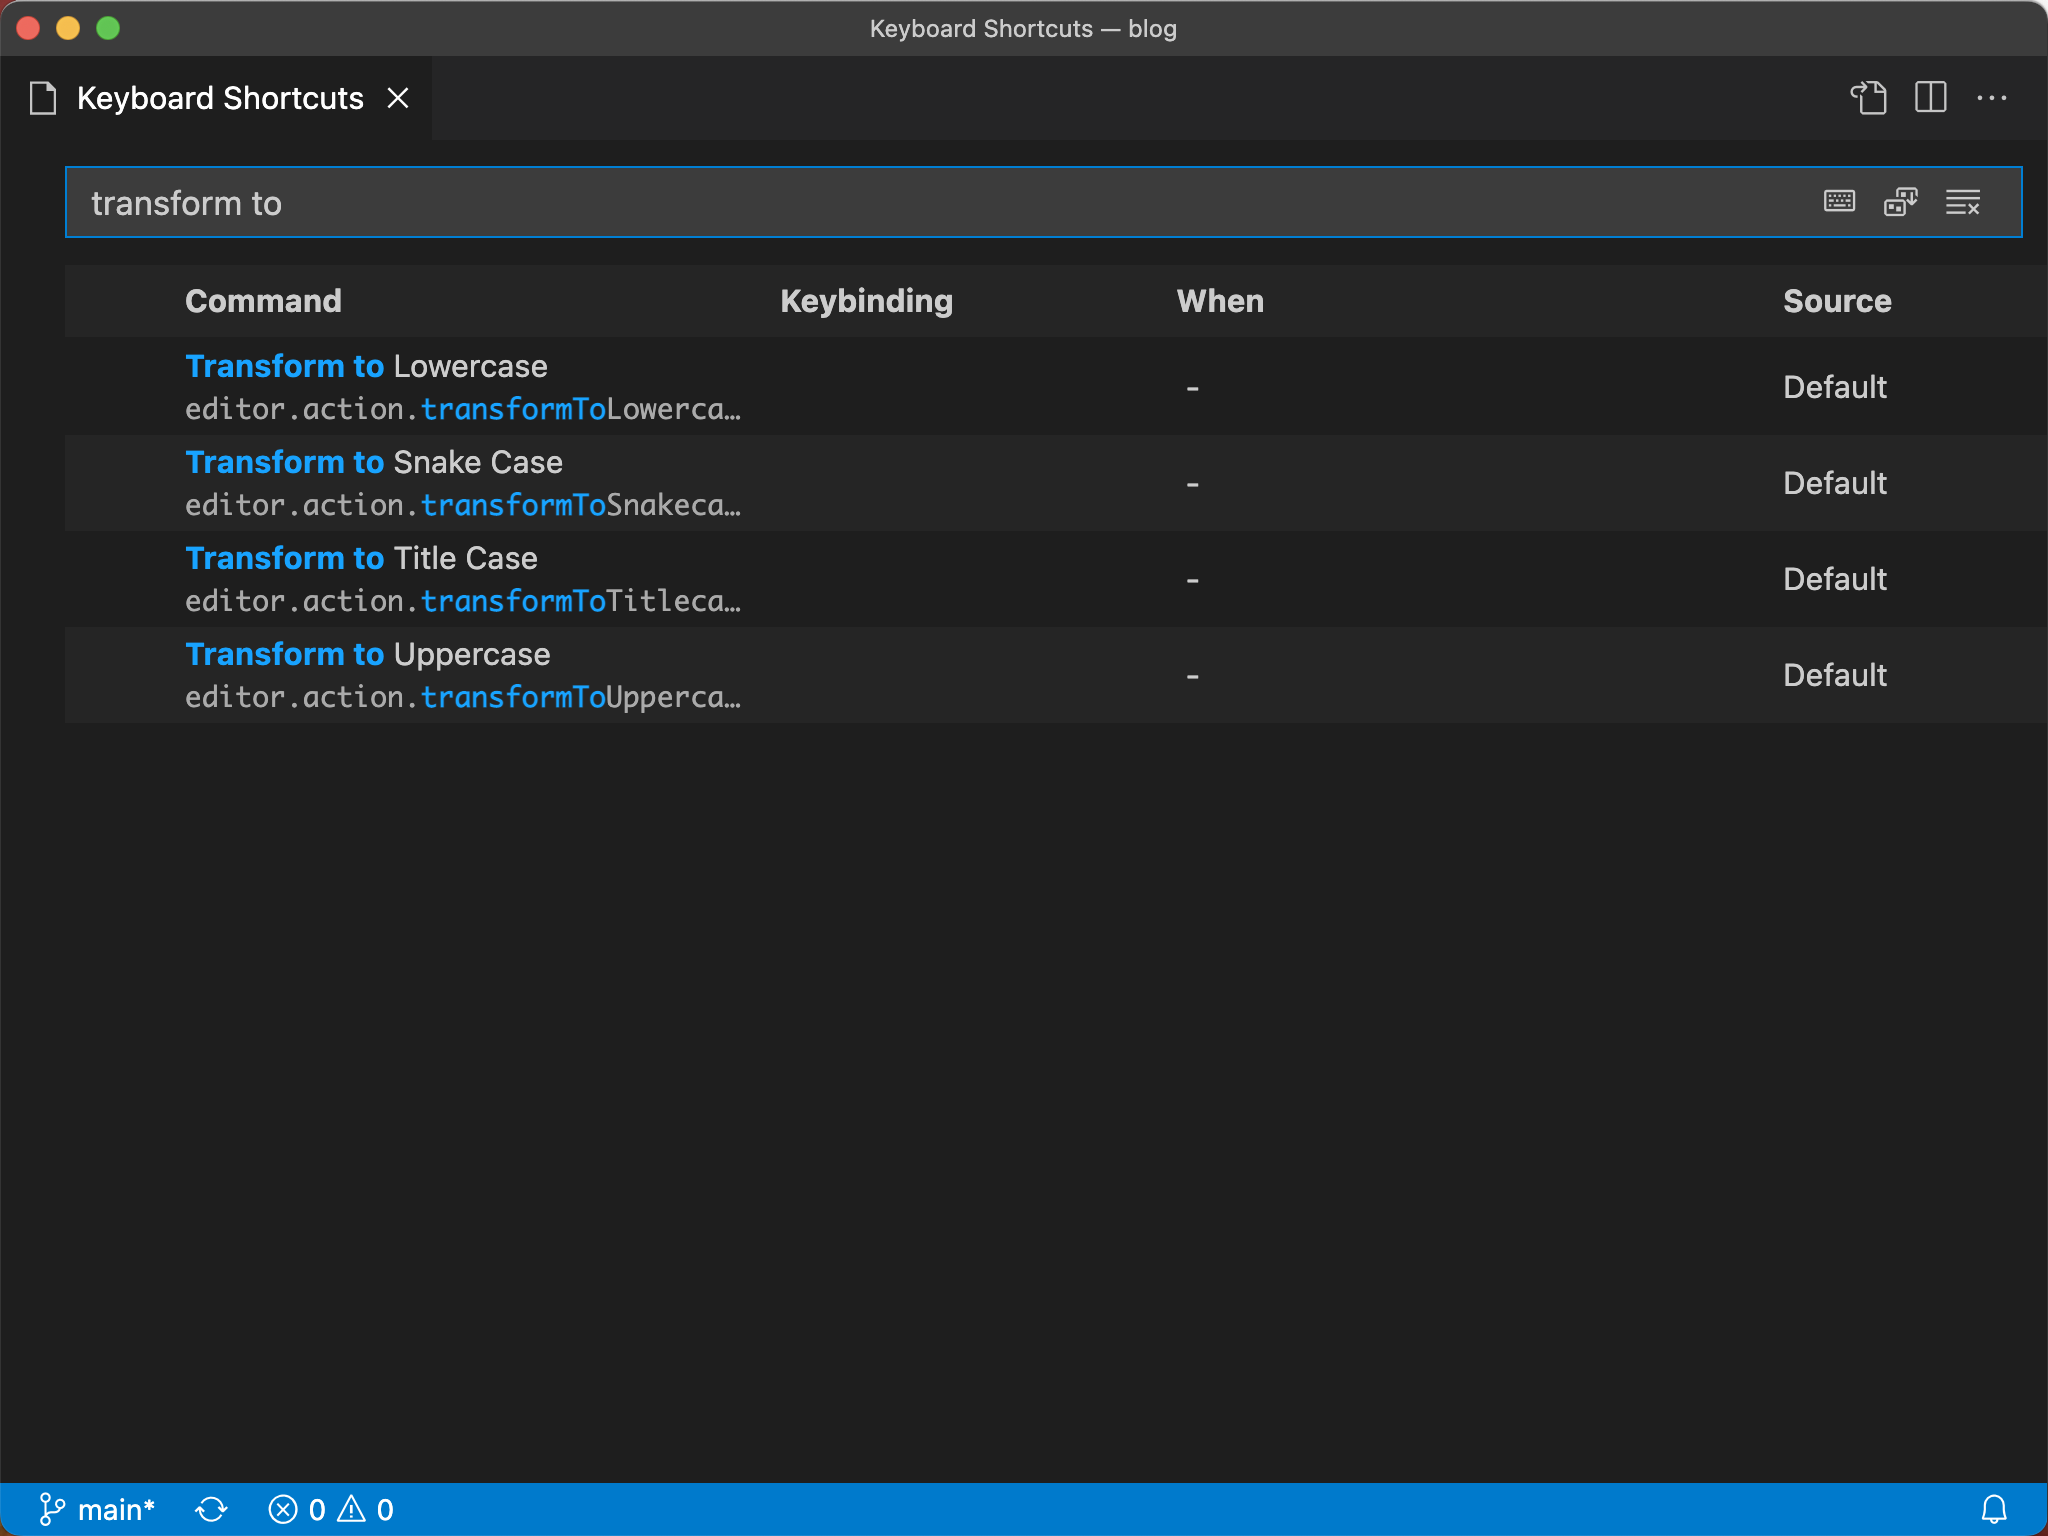 Keyboard Shortcuts — blog
Keyboard Shortcuts
transform to
Command Keybinding When Source
Transform to Lowercase
editor.action.transformToLowerca…
- Default
Transform to Snake Case
editor.action.transformToSnakeca…
- Default
Transform to Title Case
editor.action.transformToTitleca…
- Default
Transform to Uppercase
editor.action.transformToUpperca…
- Default
main* 0 0